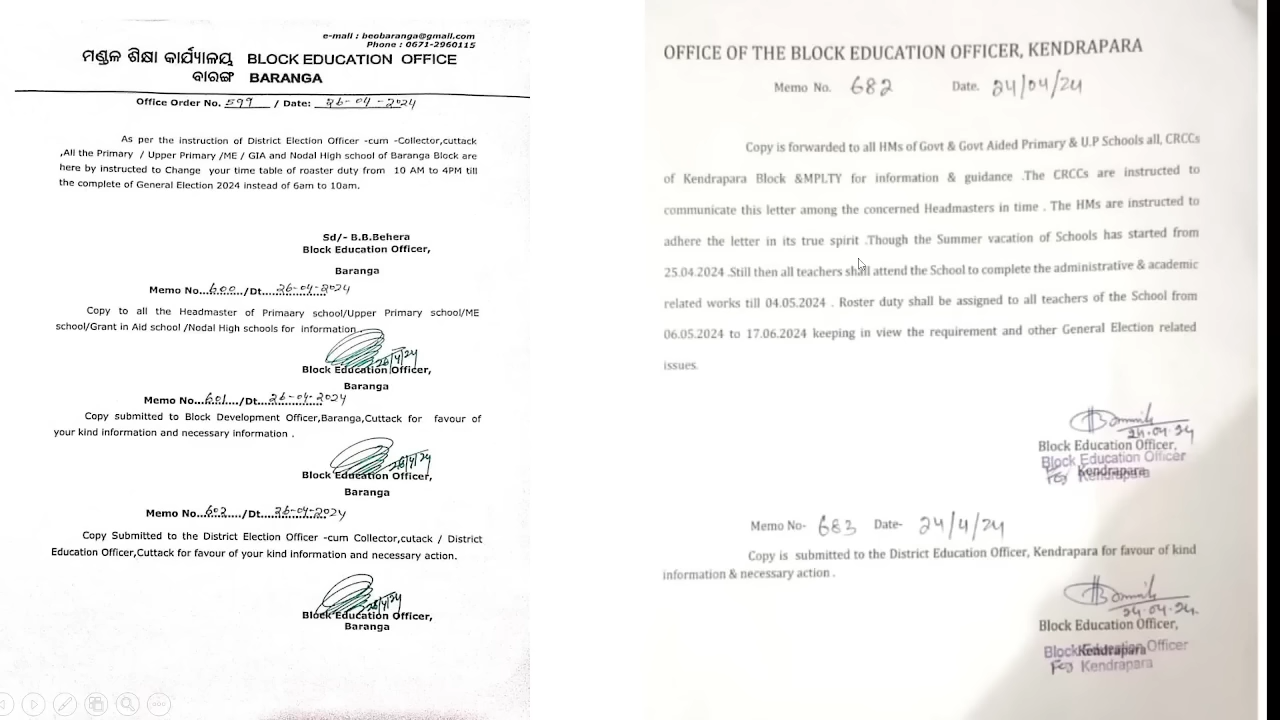 e-mail : beobaranga@gmail.com
Phone : 0671-2960115
ମଣ୍ଡଳ ଶିକ୍ଷା କାର୍ଯ୍ୟାଳୟ BLOCK EDUCATION OFFICE
ବାରଙ୍ଗ BARANGA
Office Order No. 599 / Date: 26-04-2024
As per the instruction of District Election Officer -cum -Collector,cuttack
,All the Primary / Upper Primary /ME / GIA and Nodal High school of Baranga Block are
here by instructed to Change your time table of roaster duty from 10 AM to 4PM till
the complete of General Election 2024 instead of 6am to 10am.
Sd/- B.B.Behera
Block Education Officer,
Baranga
Memo No...600..../Dt...26-04-2024
Copy to all the Headmaster of Primaary school/Upper Primary school/ME
school/Grant in Aid school /Nodal High schools for information.
26/4/24
Block Education Officer,
Baranga
Memo No...601..../Dt...26-04-2024
Copy submitted to Block Development Officer,Baranga,Cuttack for favour of
your kind information and necessary information .
26/4/24
Block Education Officer,
Baranga
Memo No...602..../Dt...26-04-2024
Copy Submitted to the District Election Officer -cum Collector,cutack / District
Education Officer,Cuttack for favour of your kind information and necessary action.
26/4/24
Block Education Officer,
Baranga
OFFICE OF THE BLOCK EDUCATION OFFICER, KENDRAPARA
Memo No. 682 Date. 24/04/24
Copy is forwarded to all HMs of Govt & Govt Aided Primary & U.P Schools all, CRCCs
of Kendrapara Block &MPLTY for information & guidance .The CRCCs are instructed to
communicate this letter among the concerned Headmasters in time . The HMs are instructed to
adhere the letter in its true spirit .Though the Summer vacation of Schools has started from
25.04.2024 .Still then all teachers shall attend the School to complete the administrative & academic
related works till 04.05.2024 . Roster duty shall be assigned to all teachers of the School from
06.05.2024 to 17.06.2024 keeping in view the requirement and other General Election related
issues.
24.04.24
Block Education Officer,
Block Education Officer
Kendrapara
For Kendrapara
Memo No- 683 Date- 24/4/24
Copy is submitted to the District Education Officer, Kendrapara for favour of kind
information & necessary action .
24.04.24.
Block Education Officer,
Block Education Officer
Kendrapara
For Kendrapara